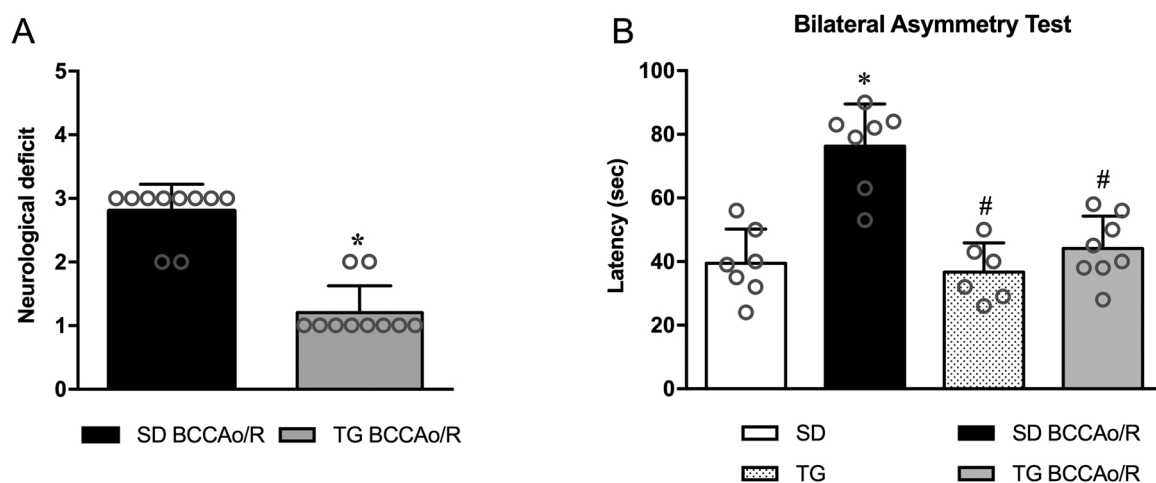 A
Neurological deficit
5
4
3
2
1
0
*
SD BCCAo/R
TG BCCAo/R
B
Bilateral Asymmetry Test
Latency (sec)
100
80
60
40
20
0
*
#
#
SD
SD BCCAo/R
TG
TG BCCAo/R